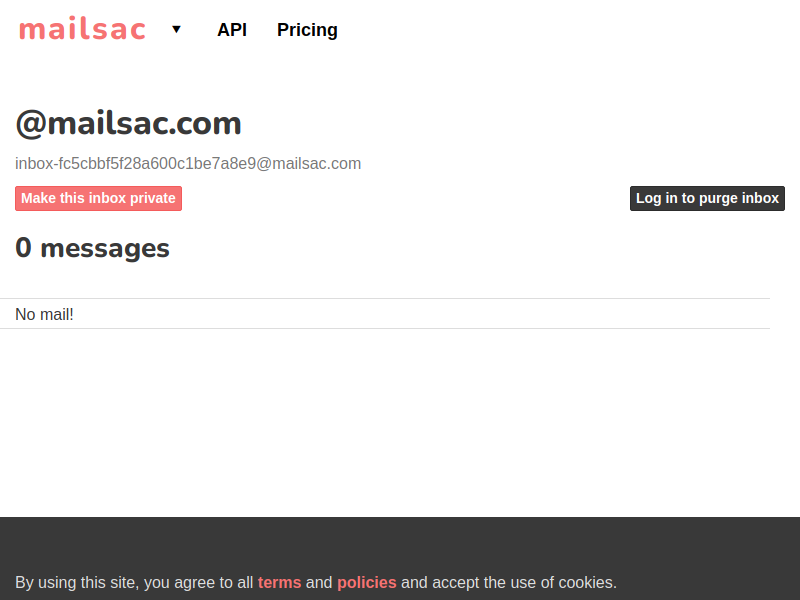 mailsac ▼ API Pricing
@mailsac.com
inbox-fc5cbbf5f28a600c1be7a8e9@mailsac.com
Make this inbox private Log in to purge inbox
0 messages
No mail!
By using this site, you agree to all terms and policies and accept the use of cookies.